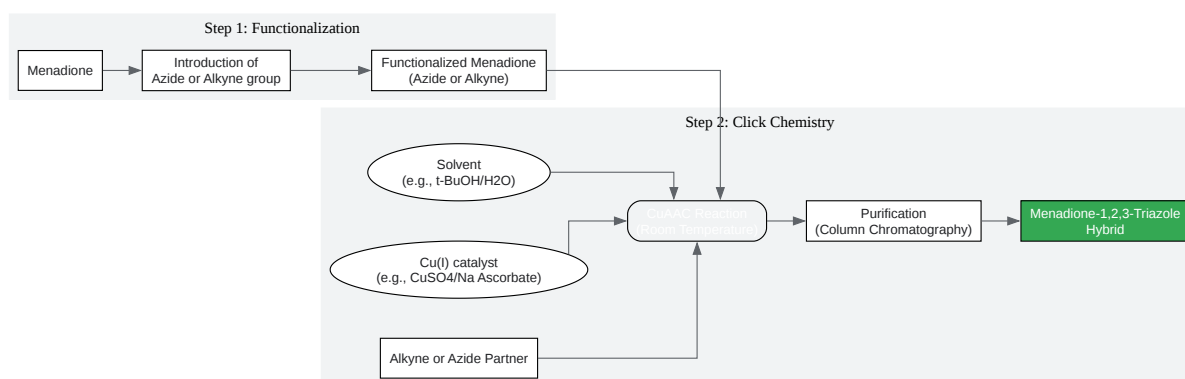 Step 1: Functionalization
Menadione
Introduction of
Azide or Alkyne group
Functionalized Menadione
(Azide or Alkyne)
Step 2: Click Chemistry
Solvent
(e.g., t-BuOH/H2O)
CuAAC Reaction
(Room Temperature)
Purification
(Column Chromatography)
Menadione-1,2,3-Triazole
Hybrid
Cu(I) catalyst
(e.g., CuSO4/Na Ascorbate)
Alkyne or Azide Partner